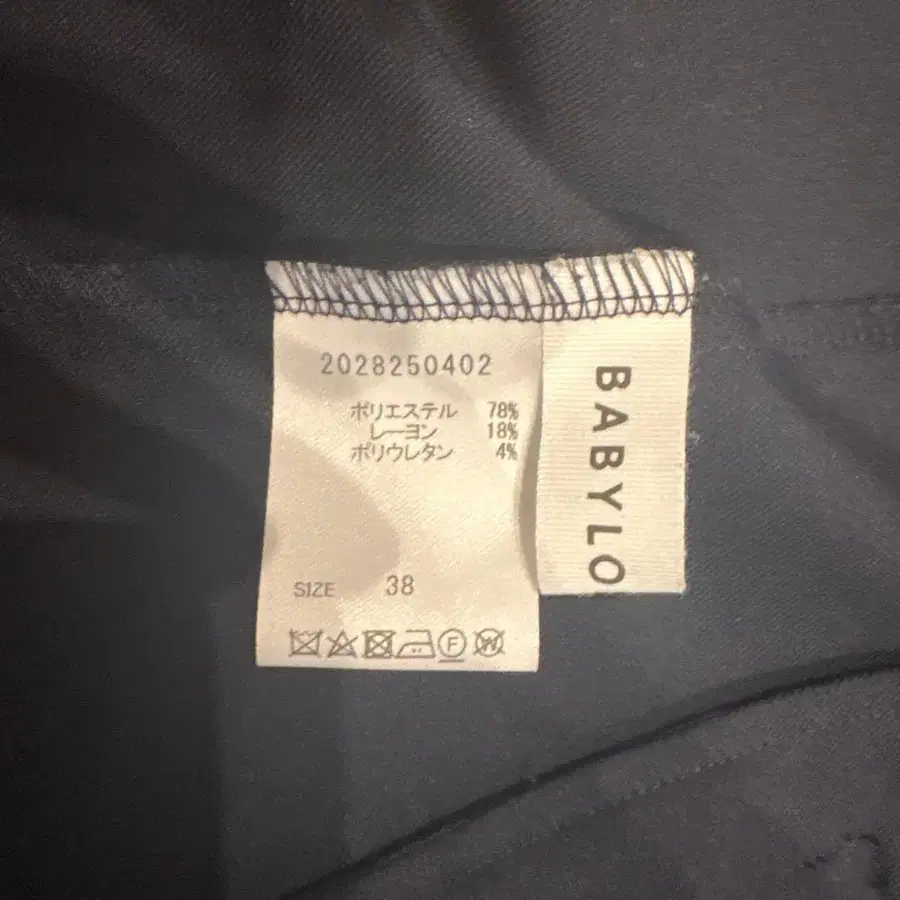 2028250402
ポリエステル 78%
レーヨン 18%
ポリウレタン 4%
SIZE 38
F W
BABYLO